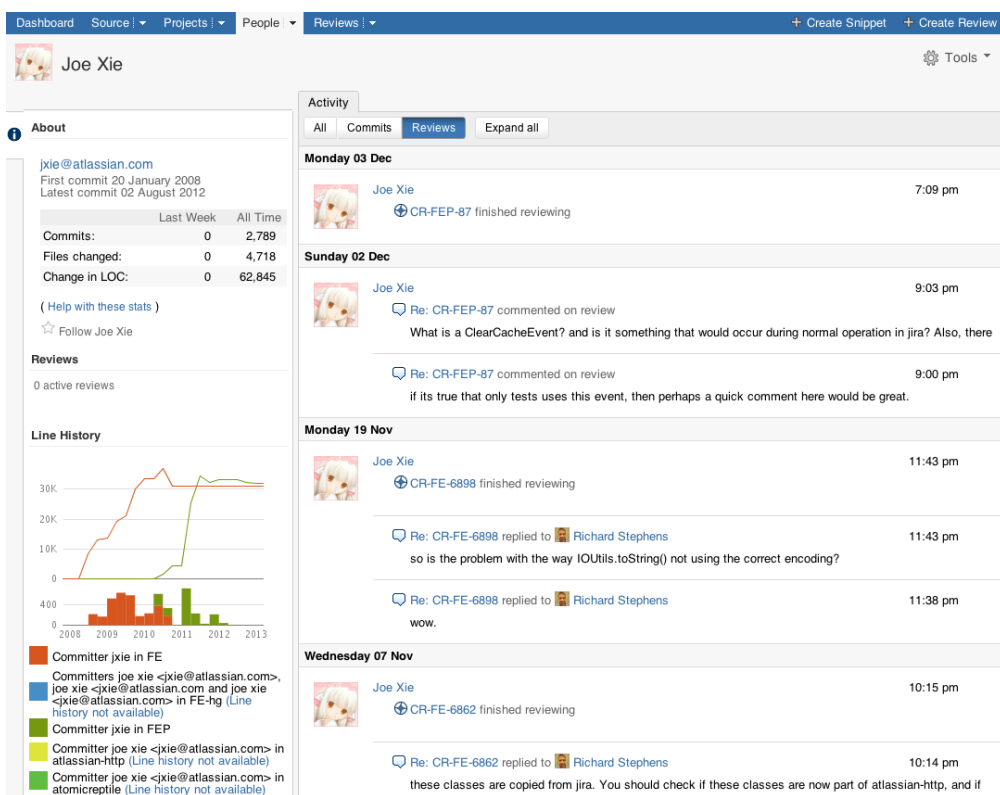 Dashboard Source Projects People Reviews + Create Snippet + Create Review
Joe Xie
Tools
Activity
All Commits Reviews Expand all
About
jxie@atlassian.com
First commit 20 January 2008
Latest commit 02 August 2012
Last Week All Time
Commits: 0 2,789
Files changed: 0 4,718
Change in LOC: 0 62,845
( Help with these stats )
Follow Joe Xie
Reviews
0 active reviews
Line History
30K
20K
10K
0
400
0
2008 2009 2010 2011 2012 2013
Committer jxie in FE
Committers joe xie <jxie@atlassian.com>,
joe xie <jxie@atlassian.com and joe xie
<jxie@atlassian.com> in FE-hg (Line
history not available)
Committer jxie in FEP
Committer joe xie <jxie@atlassian.com> in
atlassian-http (Line history not available)
Committer joe xie <jxie@atlassian.com> in
atomicreptile (Line history not available)
Monday 03 Dec
Joe Xie 7:09 pm
CR-FEP-87 finished reviewing
Sunday 02 Dec
Joe Xie 9:03 pm
Re: CR-FEP-87 commented on review
What is a ClearCacheEvent? and is it something that would occur during normal operation in jira? Also, there
Re: CR-FEP-87 commented on review 9:00 pm
if its true that only tests uses this event, then perhaps a quick comment here would be great.
Monday 19 Nov
Joe Xie 11:43 pm
CR-FE-6898 finished reviewing
Re: CR-FE-6898 replied to Richard Stephens 11:43 pm
so is the problem with the way IOUtils.toString() not using the correct encoding?
Re: CR-FE-6898 replied to Richard Stephens 11:38 pm
wow.
Wednesday 07 Nov
Joe Xie 10:15 pm
CR-FE-6862 finished reviewing
Re: CR-FE-6862 replied to Richard Stephens 10:14 pm
these classes are copied from jira. You should check if these classes are now part of atlassian-http, and if